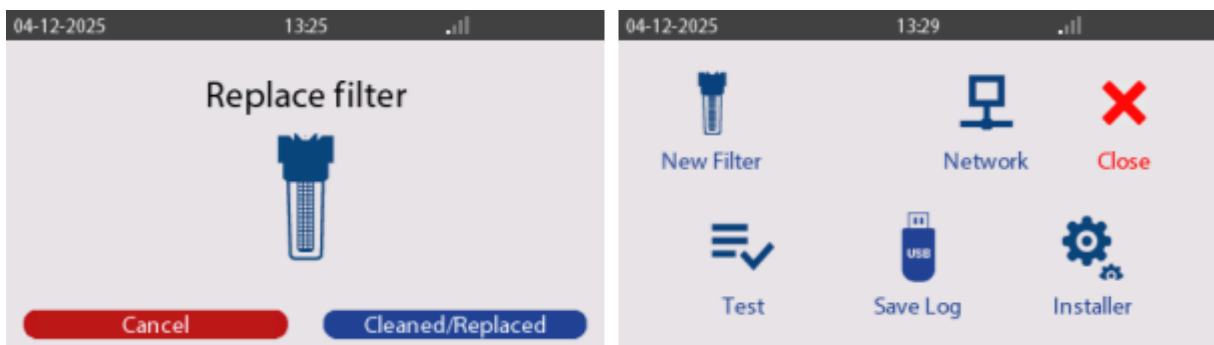 04-12-2025 13:25
Replace filter
Cancel Cleaned/Replaced
04-12-2025 13:29
New Filter Network Close
USB
Test Save Log Installer